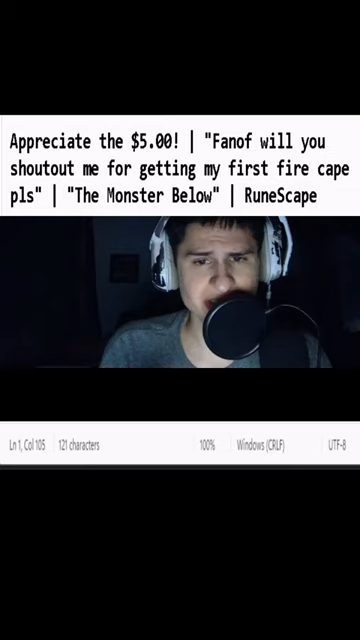 Appreciate the $5.00! | "Fanof will you
shoutout me for getting my first fire cape
pls" | "The Monster Below" | RuneScape
Ln 1, Col 105 121 characters 100% Windows (CRLF) UTF-8